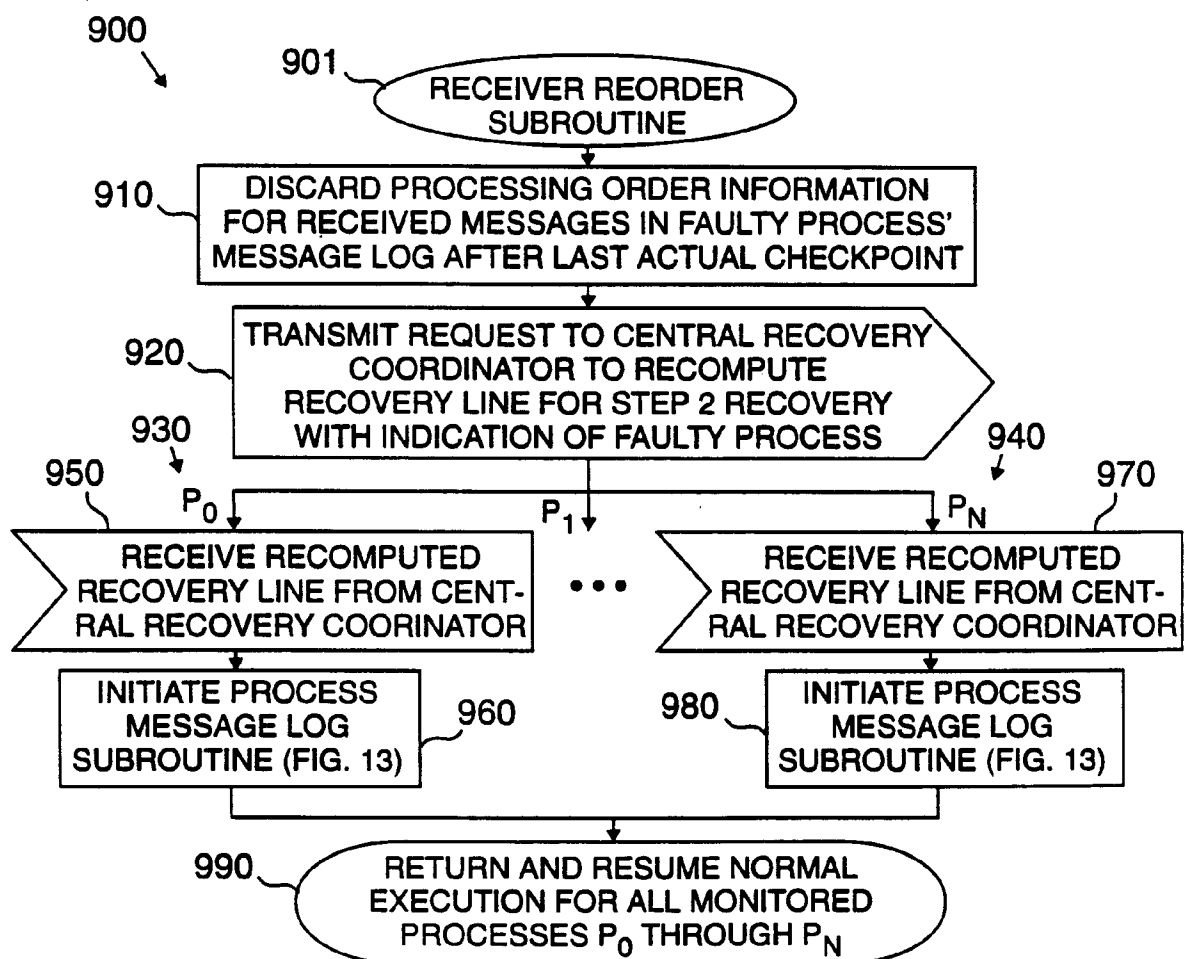 900
901
RECEIVER REORDER
SUBROUTINE
910
DISCARD PROCESSING ORDER INFORMATION
FOR RECEIVED MESSAGES IN FAULTY PROCESS'
MESSAGE LOG AFTER LAST ACTUAL CHECKPOINT
920
TRANSMIT REQUEST TO CENTRAL RECOVERY
COORDINATOR TO RECOMPUTE
RECOVERY LINE FOR STEP 2 RECOVERY
WITH INDICATION OF FAULTY PROCESS
930
940
950
P0
P1
PN
970
RECEIVE RECOMPUTED
RECOVERY LINE FROM CENT-
RAL RECOVERY COORINATOR
•••
RECEIVE RECOMPUTED
RECOVERY LINE FROM CENT-
RAL RECOVERY COORDINATOR
INITIATE PROCESS
MESSAGE LOG
SUBROUTINE (FIG. 13)
960
980
INITIATE PROCESS
MESSAGE LOG
SUBROUTINE (FIG. 13)
990
RETURN AND RESUME NORMAL
EXECUTION FOR ALL MONITORED
PROCESSES P0 THROUGH PN